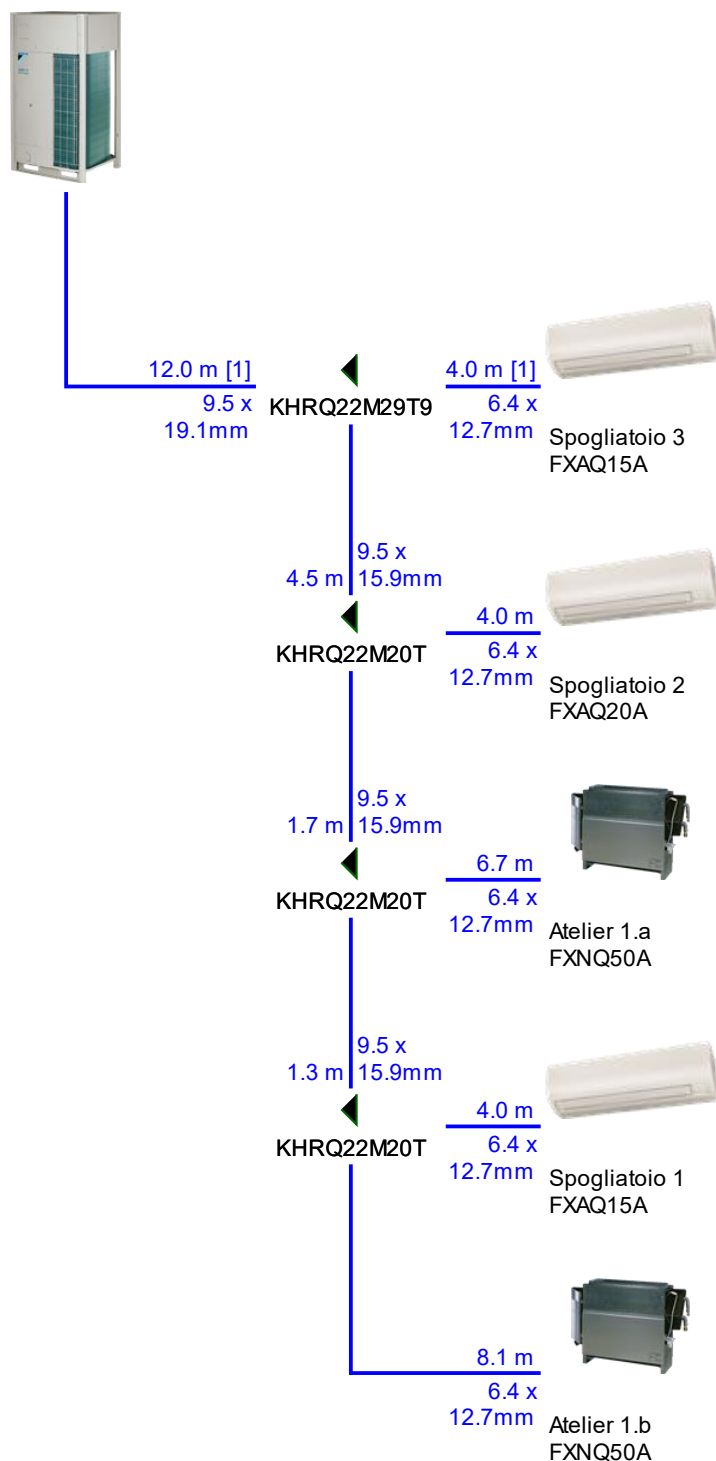 12.0 m [1]
9.5 x
19.1mm
KHRQ22M29T9
4.0 m [1]
6.4 x
12.7mm
Spogliatoio 3
FXAQ15A
9.5 x
4.5 m 15.9mm
KHRQ22M20T
4.0 m
6.4 x
12.7mm
Spogliatoio 2
FXAQ20A
9.5 x
1.7 m 15.9mm
KHRQ22M20T
6.7 m
6.4 x
12.7mm
Atelier 1.a
FXNQ50A
9.5 x
1.3 m 15.9mm
KHRQ22M20T
4.0 m
6.4 x
12.7mm
Spogliatoio 1
FXAQ15A
8.1 m
6.4 x
12.7mm
Atelier 1.b
FXNQ50A